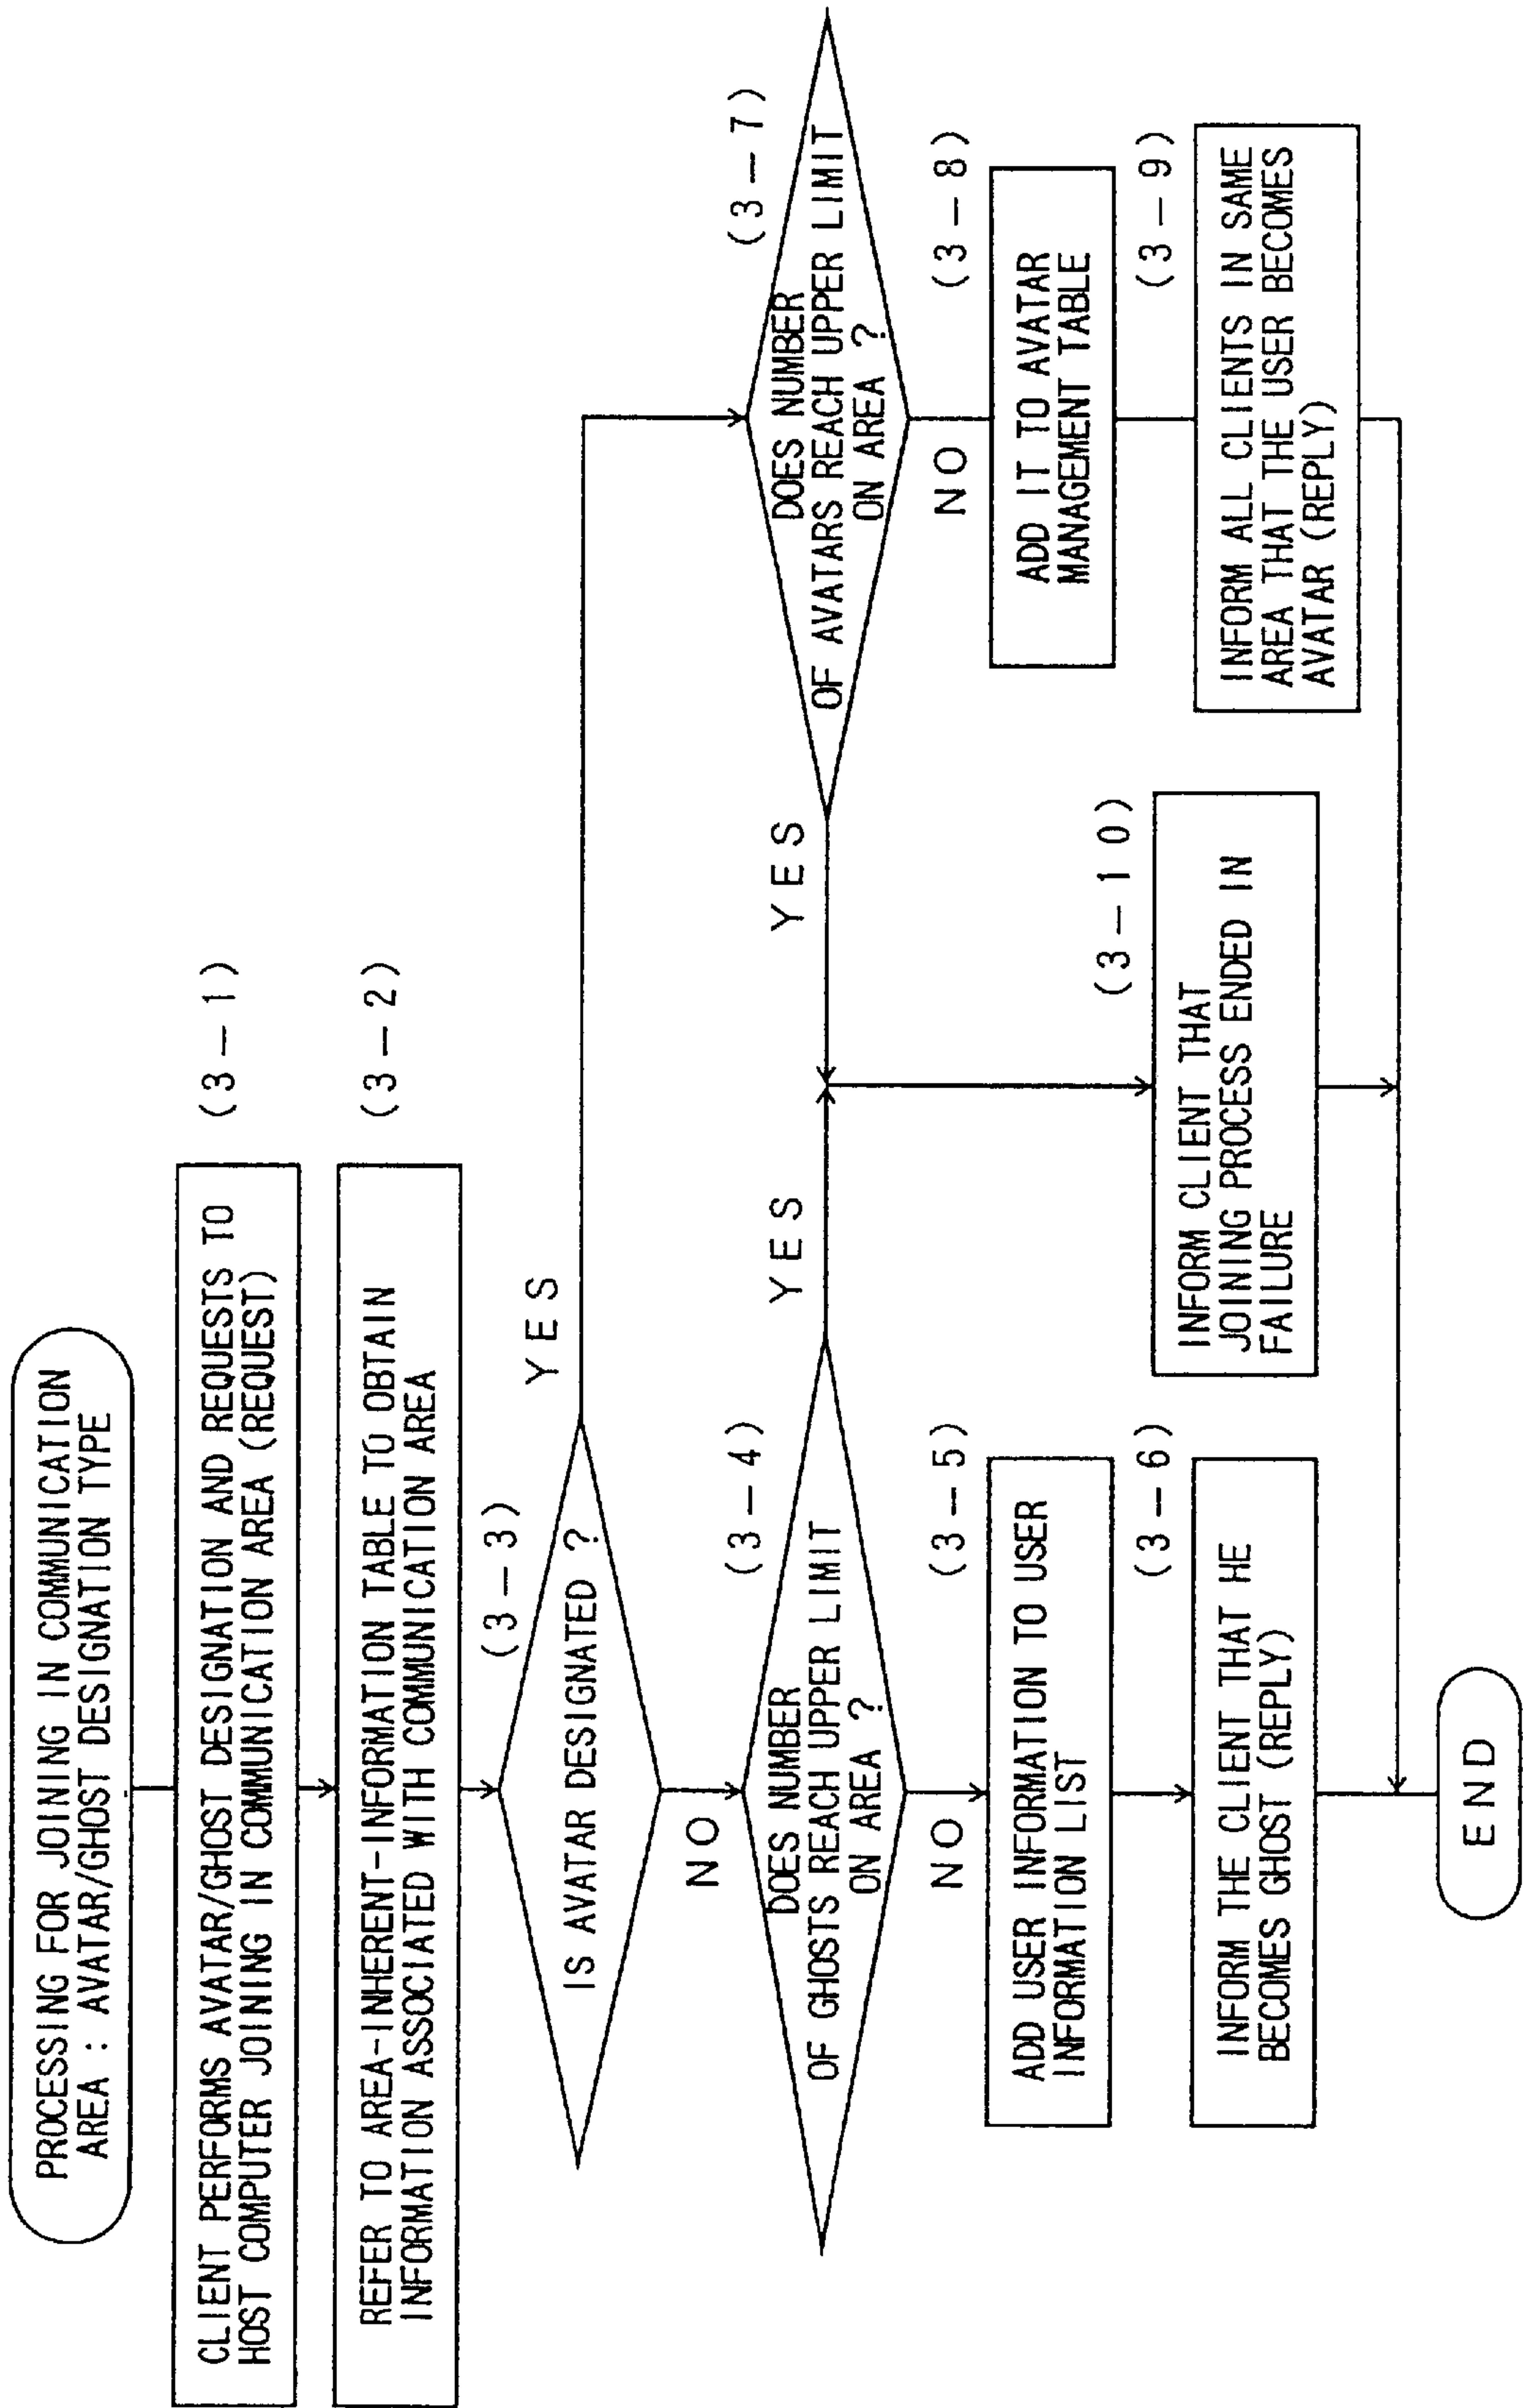 PROCESSING FOR JOINING IN COMMUNICATION
AREA : AVATAR/GHOST DESIGNATION TYPE
(3-1)
CLIENT PERFORMS AVATAR/GHOST DESIGNATION AND REQUESTS TO
HOST COMPUTER JOINING IN COMMUNICATION AREA (REQUEST)
(3-2)
REFER TO AREA-INHERENT-INFORMATION TABLE TO OBTAIN
INFORMATION ASSOCIATED WITH COMMUNICATION AREA
(3-3)
IS AVATAR DESIGNATED ?
YES
NO
(3-4)
DOES NUMBER
OF GHOSTS REACH UPPER LIMIT
ON AREA ?
YES
NO
(3-5)
ADD USER INFORMATION TO USER
INFORMATION LIST
(3-6)
INFORM THE CLIENT THAT HE
BECOMES GHOST (REPLY)
(3-7)
DOES NUMBER
OF AVATARS REACH UPPER LIMIT
ON AREA ?
YES
NO
(3-8)
ADD IT TO AVATAR
MANAGEMENT TABLE
(3-9)
INFORM ALL CLIENTS IN SAME
AREA THAT THE USER BECOMES
AVATAR (REPLY)
(3-10)
INFORM CLIENT THAT
JOINING PROCESS ENDED IN
FAILURE
END